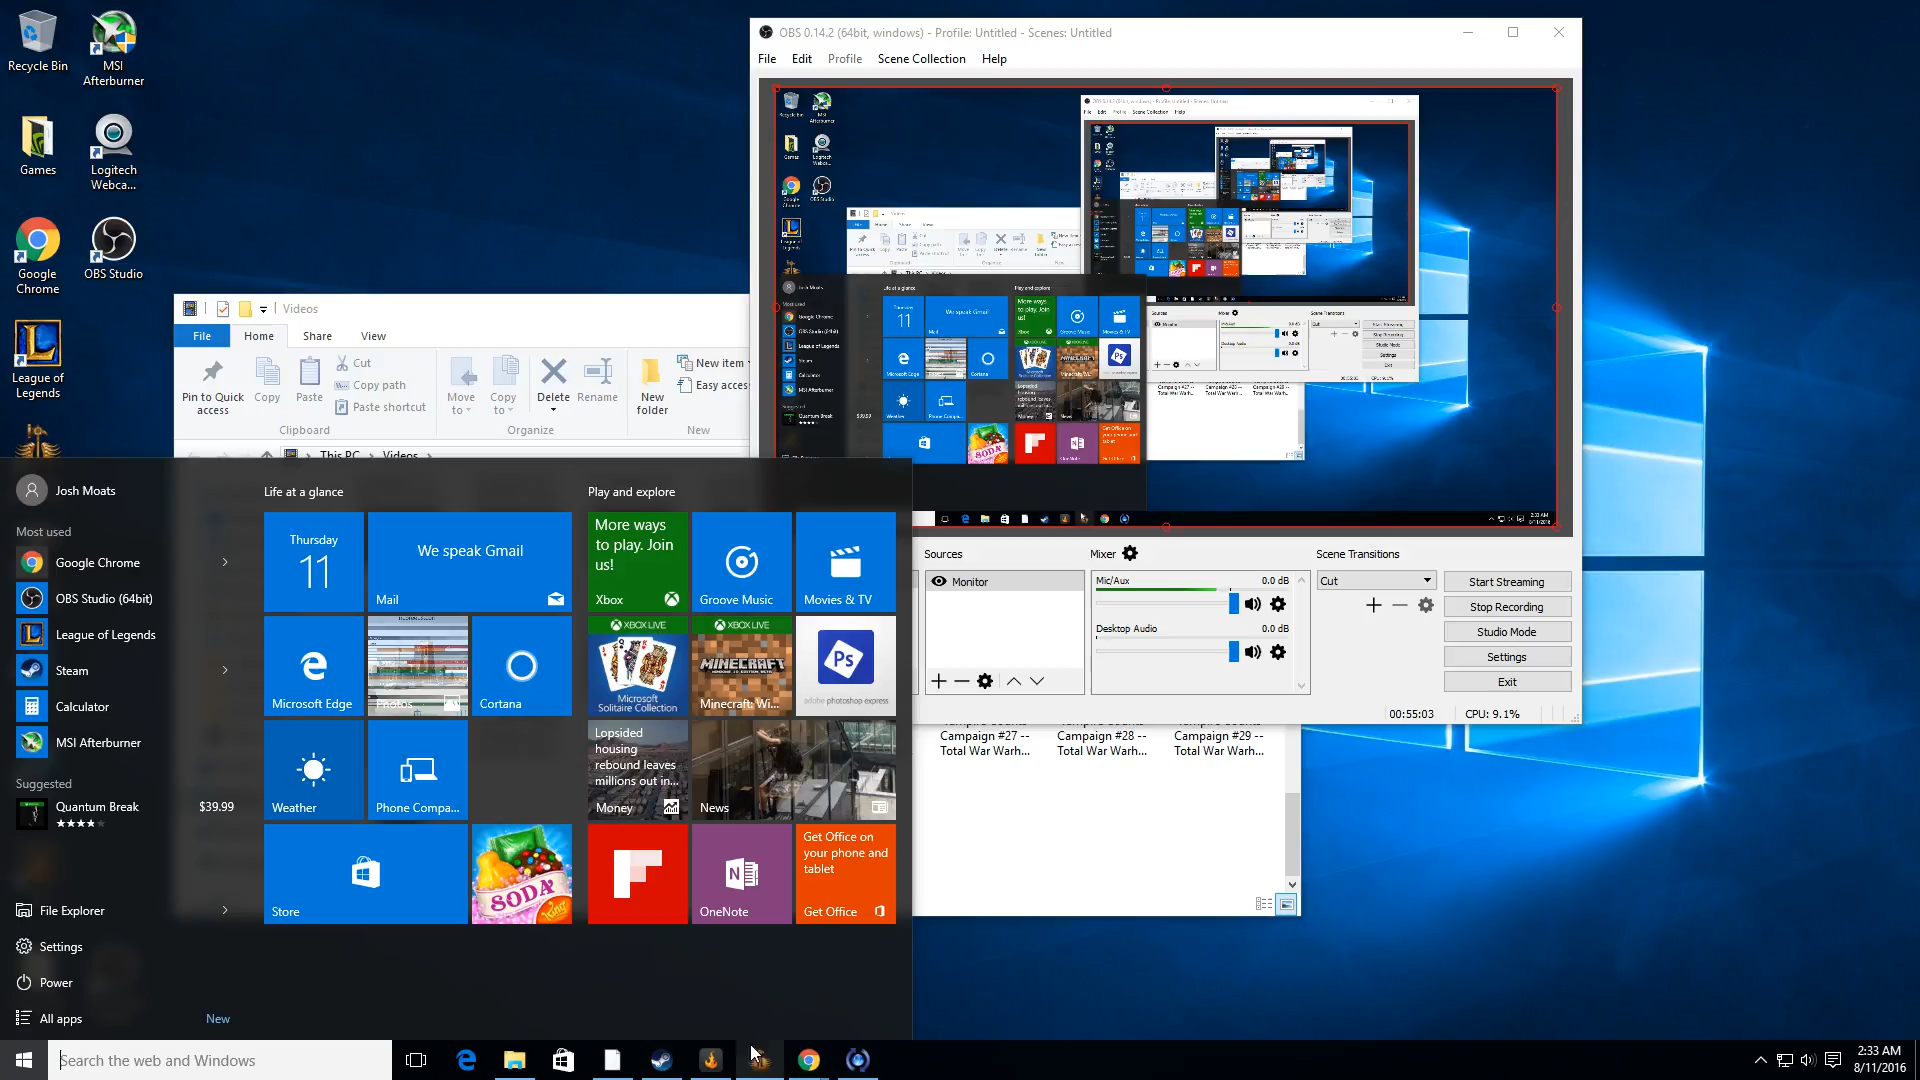 Recycle Bin
MSI
Afterburner
Games
Logitech
Webca...
Google
Chrome
OBS Studio
League of
Legends
Videos
File
Home
Share
View
Pin to Quick
access
Copy
Paste
Cut
Copy path
Paste shortcut
Clipboard
Move
to
Copy
to
Delete
Rename
Organize
New
folder
New item
Easy access
New
This PC
Videos
OBS 0.14.2 (64bit, windows) - Profile: Untitled - Scenes: Untitled
File
Edit
Profile
Scene Collection
Help
Sources
Monitor
Mixer
Mic/Aux
0.0 dB
Desktop Audio
0.0 dB
Scene Transitions
Cut
Start Streaming
Stop Recording
Studio Mode
Settings
Exit
00:55:03
CPU: 9.1%
Campaign #27 --
Total War Warh...
Campaign #28 --
Total War Warh...
Campaign #29 --
Total War Warh...
Josh Moats
Most used
Google Chrome
OBS Studio (64bit)
League of Legends
Steam
Calculator
MSI Afterburner
Suggested
Quantum Break
$39.99
File Explorer
Settings
Power
All apps
New
Life at a glance
Thursday
11
We speak Gmail
Mail
Microsoft Edge
Photos
Cortana
Weather
Phone Compa...
Store
SODA
King
Play and explore
More ways
to play. Join
us!
Xbox
Groove Music
Movies & TV
XBOX LIVE
Microsoft
Solitaire Collection
XBOX LIVE
MINECRAFT
Minecraft: Wi...
Ps
adobe photoshop express
Lopsided
housing
rebound leaves
millions out in...
Money
News
OneNote
Get Office on
your phone and
tablet
Get Office
Search the web and Windows
2:33 AM
8/11/2016